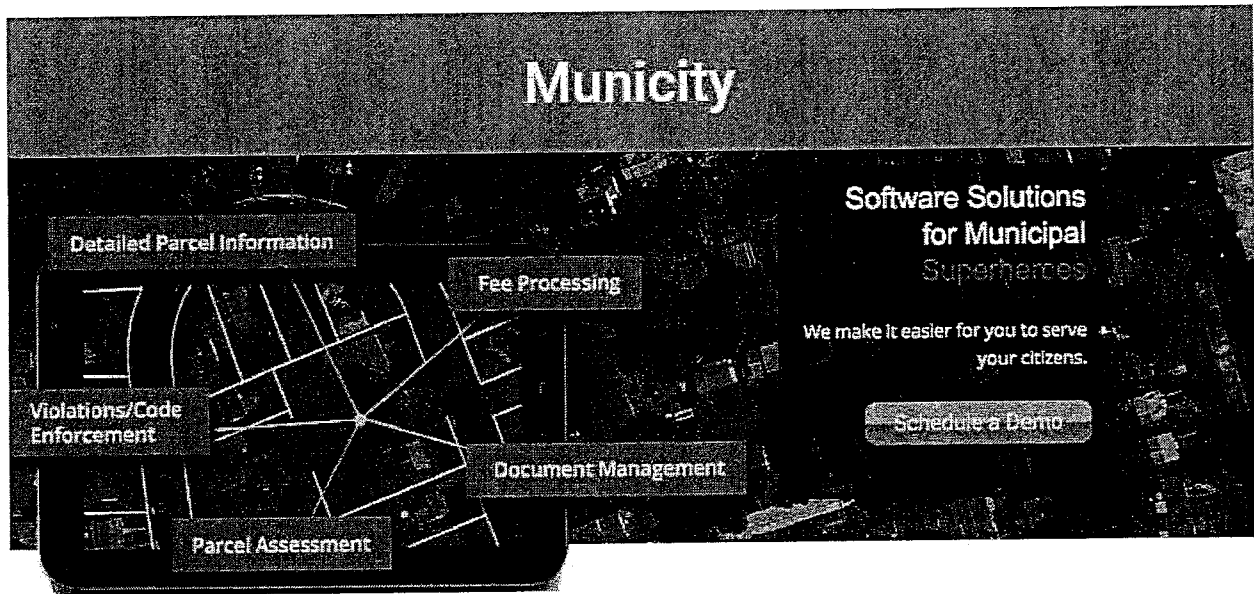 Municity
Software Solutions
for Municipal
Superheroes
Detailed Parcel Information
Fee Processing
We make it easier for you to serve
your citizens.
Violations/Code
Enforcement
Schedule a Demo
Document Management
Parcel Assessment